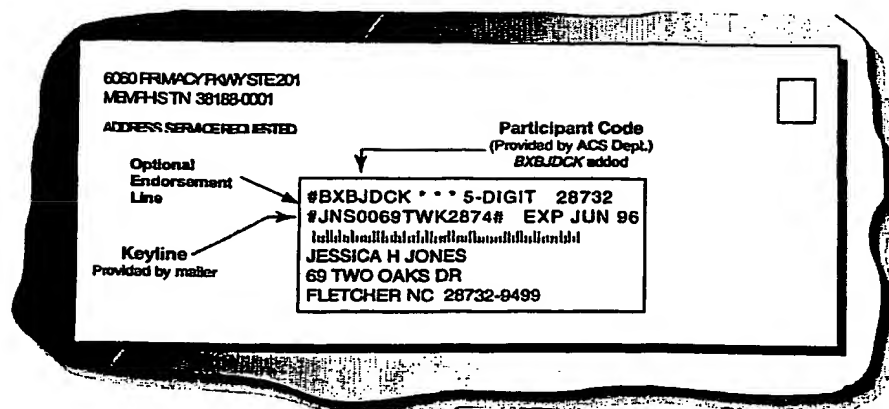 6060 PRIMACY PKWY STE 201
MEMPHIS TN 38188-0001
ADDRESS SERVICE REQUESTED
Participant Code
(Provided by ACS Dept.)
BXBJDCK added
Optional
Endorsement
Line
#BXBJDCK * * * 5-DIGIT 28732
#JNS0069TWK2874# EXP JUN 96
Keyline
Provided by mailer
JESSICA H JONES
69 TWO OAKS DR
FLETCHER NC 28732-9499